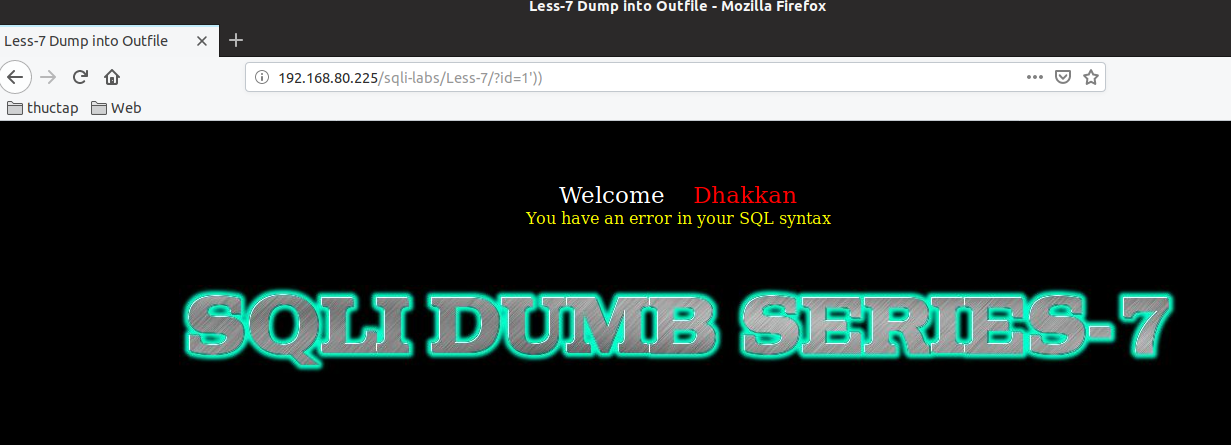 Less-7 Dump into Outfile - Mozilla Firefox
Less-7 Dump into Outfile
192.168.80.225/sqli-labs/Less-7/?id=1'))
thuctap Web
Welcome Dhakkan
You have an error in your SQL syntax
SQLI DUMB SERIES-7